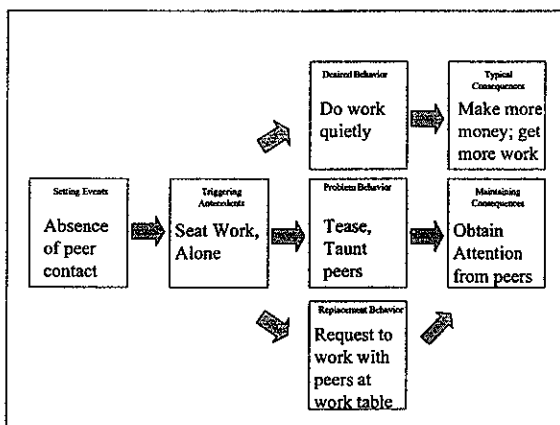 Desired Behavior
Do work
quietly
Typical
Consequences
Make more
money; get
more work
Setting Events
Absence
of peer
contact
Triggering
Antecedents
Seat Work,
Alone
Problem Behavior
Tease,
Taunt
peers
Maintaining
Consequences
Obtain
Attention
from peers
Replacement Behavior
Request to
work with
peers at
work table